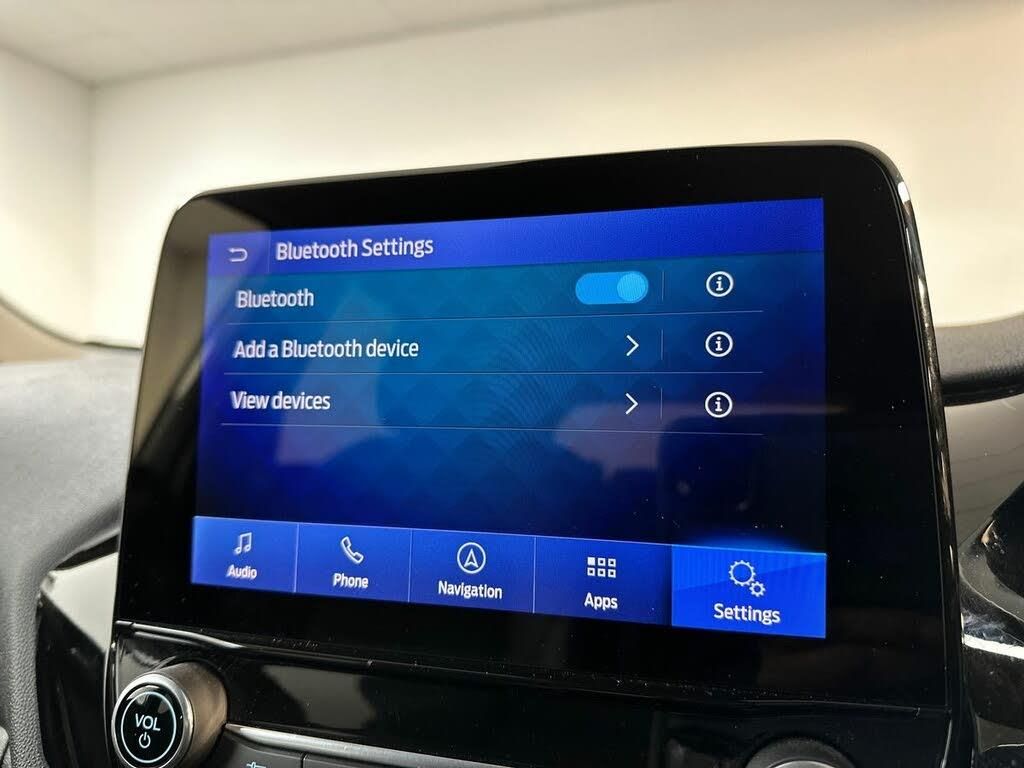 Bluetooth Settings
Bluetooth
Add a Bluetooth device
View devices
Audio
Phone
Navigation
Apps
Settings
VOL